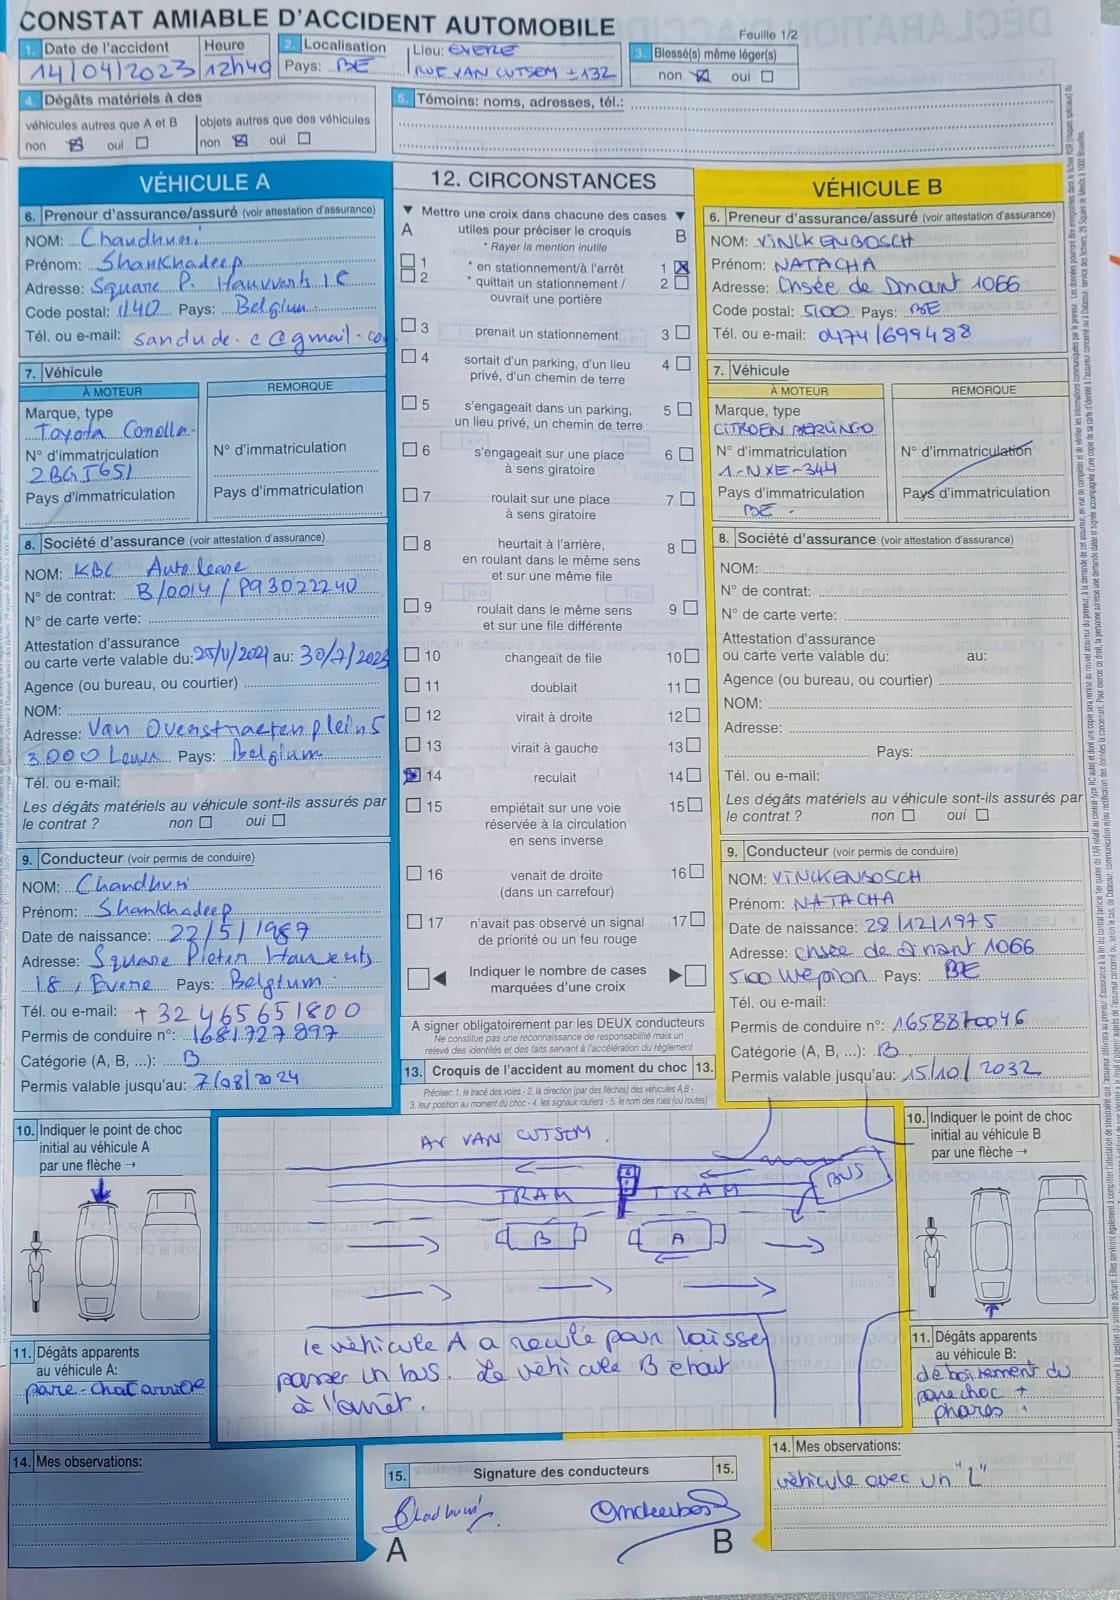 CONSTAT AMIABLE D'ACCIDENT AUTOMOBILE
Feuille 1/2
1. Date de l'accident Heure
14/04/2023 12h40
2. Localisation Lieu: EVERE
Pays: BE RUE VAN CUTSEM ± 132
3. Blessé(s) même léger(s)
non oui
4. Dégâts matériels à des
véhicules autres que A et B objets autres que des véhicules
non oui non oui
5. Témoins: noms, adresses, tél.:
VÉHICULE A
6. Preneur d'assurance/assuré (voir attestation d'assurance)
NOM: Chaudhuri
Prénom: Shankhadeep
Adresse: Square P. Hauwaerts 18
Code postal: 1140 Pays: Belgium
Tél. ou e-mail: sandude.cc@gmail.co
7. Véhicule
À MOTEUR REMORQUE
Marque, type
Toyota Corolla
N° d'immatriculation N° d'immatriculation
2BGT651
Pays d'immatriculation Pays d'immatriculation
8. Société d'assurance (voir attestation d'assurance)
NOM: KBC Autolease
N° de contrat: B/0014/P93022240
N° de carte verte:
Attestation d'assurance
ou carte verte valable du: 25/11/2021 au: 30/7/2023
Agence (ou bureau, ou courtier)
NOM:
Adresse: Van Overstraetenplein 5
3000 Leuven Pays: Belgium
Tél. ou e-mail:
Les dégâts matériels au véhicule sont-ils assurés par
le contrat ? non oui
9. Conducteur (voir permis de conduire)
NOM: Chaudhuri
Prénom: Shankhadeep
Date de naissance: 22/5/1987
Adresse: Square Pieter Hauwaerts
18, Evere Pays: Belgium
Tél. ou e-mail: +32 465651800
Permis de conduire n°: 1681727897
Catégorie (A, B, ...): B
Permis valable jusqu'au: 7/08/2024
10. Indiquer le point de choc
initial au véhicule A
par une flèche →
11. Dégâts apparents
au véhicule A:
pare-choc arrière
14. Mes observations:
12. CIRCONSTANCES
Mettre une croix dans chacune des cases
A utiles pour préciser le croquis B
* Rayer la mention inutile
1 * en stationnement/à l'arrêt 1
2 * quittait un stationnement / 2
ouvrait une portière
3 prenait un stationnement 3
4 sortait d'un parking, d'un lieu 4
privé, d'un chemin de terre
5 s'engageait dans un parking, 5
un lieu privé, un chemin de terre
6 s'engageait sur une place 6
à sens giratoire
7 roulait sur une place 7
à sens giratoire
8 heurtait à l'arrière, 8
en roulant dans le même sens
et sur une même file
9 roulait dans le même sens 9
et sur une file différente
10 changeait de file 10
11 doublait 11
12 virait à droite 12
13 virait à gauche 13
14 reculait 14
15 empiétait sur une voie 15
réservée à la circulation
en sens inverse
16 venait de droite 16
(dans un carrefour)
17 n'avait pas observé un signal 17
de priorité ou un feu rouge
Indiquer le nombre de cases
marquées d'une croix
A signer obligatoirement par les DEUX conducteurs
Ne constitue pas une reconnaissance de responsabilité mais un
relevé des identités et des faits servant à l'accélération du règlement
13. Croquis de l'accident au moment du choc 13.
Préciser: 1. le tracé des voies - 2. la direction (par des flèches) des véhicules A,B -
3. leur position au moment du choc - 4. les signaux routiers - 5. le nom des rues (ou routes)
AV VAN CUTSEM.
TRAM TRAM BUS
B A
le véhicule A a reculé pour laisser
passer un bus. Le véhicule B était
à l'arrêt.
15. Signature des conducteurs 15.
A B
VÉHICULE B
6. Preneur d'assurance/assuré (voir attestation d'assurance)
NOM: VINCKENBOSCH
Prénom: NATACHA
Adresse: Chsée de Dinant 1066
Code postal: 5100 Pays: BE
Tél. ou e-mail: 0474/699488
7. Véhicule
À MOTEUR REMORQUE
Marque, type
CITROEN BERLINGO
N° d'immatriculation N° d'immatriculation
1-NXE-344
Pays d'immatriculation Pays d'immatriculation
BE
8. Société d'assurance (voir attestation d'assurance)
NOM:
N° de contrat:
N° de carte verte:
Attestation d'assurance
ou carte verte valable du: au:
Agence (ou bureau, ou courtier)
NOM:
Adresse:
Pays:
Tél. ou e-mail:
Les dégâts matériels au véhicule sont-ils assurés par
le contrat ? non oui
9. Conducteur (voir permis de conduire)
NOM: VINCKENBOSCH
Prénom: NATACHA
Date de naissance: 28/12/1975
Adresse: chsée de Dinant 1066
5100 Wépion Pays: BE
Tél. ou e-mail:
Permis de conduire n°: 1658870046
Catégorie (A, B, ...): B
Permis valable jusqu'au: 15/10/2032
10. Indiquer le point de choc
initial au véhicule B
par une flèche →
11. Dégâts apparents
au véhicule B:
déboitement du
parechoc +
phares
14. Mes observations:
véhicule avec un "L"